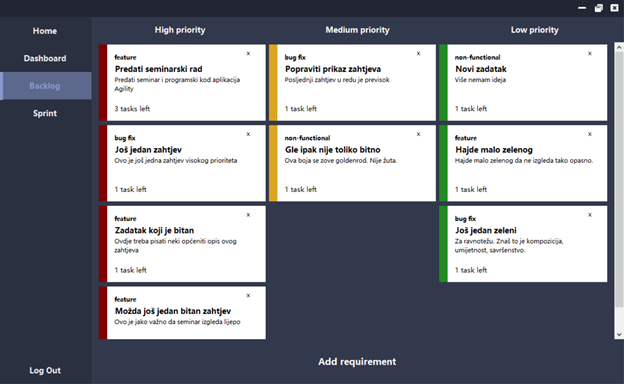 Home
Dashboard
Backlog
Sprint
Log Out
High priority
feature
x
Predati seminarski rad
Predati seminar i programski kod aplikacija
Agility
3 tasks left
bug fix
x
Još jedan zahtjev
Ovo je još jedna zahtjev visokog prioriteta
1 task left
feature
x
Zadatak koji je bitan
Ovdje treba pisati neki općeniti opis ovog
zahtjeva
1 task left
feature
x
Možda još jedan bitan zahtjev
Ovo je jako važno da seminar izgleda lijepo
Medium priority
bug fix
x
Popraviti prikaz zahtjeva
Posljednji zahtjev u redu je previsok
1 task left
non-functional
x
Gle ipak nije toliko bitno
Ova boja se zove goldenrod. Nije žuta.
1 task left
Low priority
non-functional
x
Novi zadatak
Više nemam ideja
1 task left
feature
x
Hajde malo zelenog
Hajde malo zelenog da ne izgleda tako opasno.
1 task left
bug fix
x
Još jedan zeleni
Za ravnotežu. Znaš to je kompozicija,
umijetnost, savršenstvo.
1 task left
Add requirement